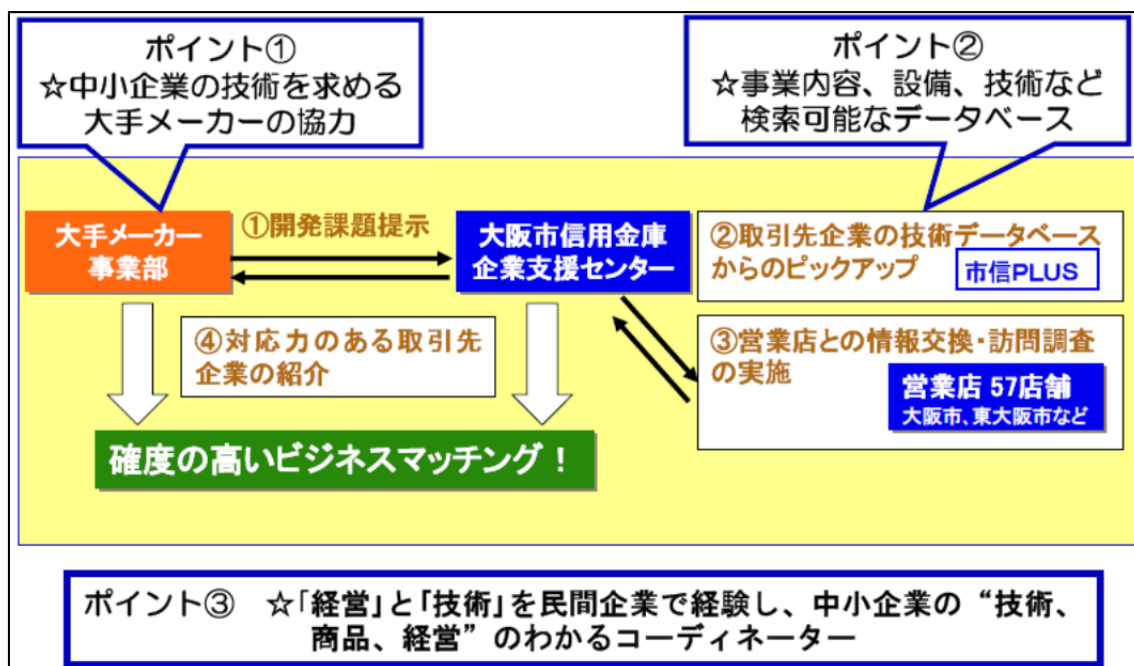 ポイント①
☆中小企業の技術を求める
大手メーカーの協力
ポイント②
☆事業内容、設備、技術など
検索可能なデータベース
大手メーカー
事業部
①開発課題提示
大阪市信用金庫
企業支援センター
②取引先企業の技術データベース
からのピックアップ
市信PLUS
④対応力のある取引先
企業の紹介
③営業店との情報交換・訪問調査
の実施
営業店 57店舗
大阪市、東大阪市など
確度の高いビジネスマッチング！
ポイント③ ☆「経営」と「技術」を民間企業で経験し、中小企業の“技術、
商品、経営”のわかるコーディネーター